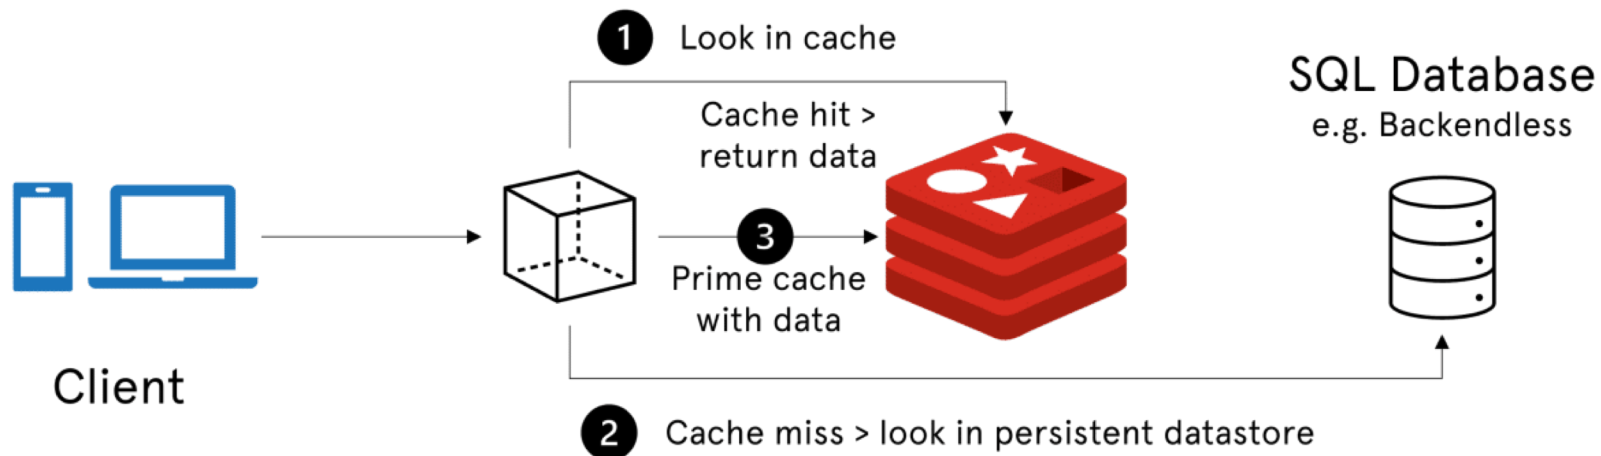 1 Look in cache
Cache hit >
return data
SQL Database
e.g. Backendless
3
Prime cache
with data
Client
2 Cache miss > look in persistent datastore